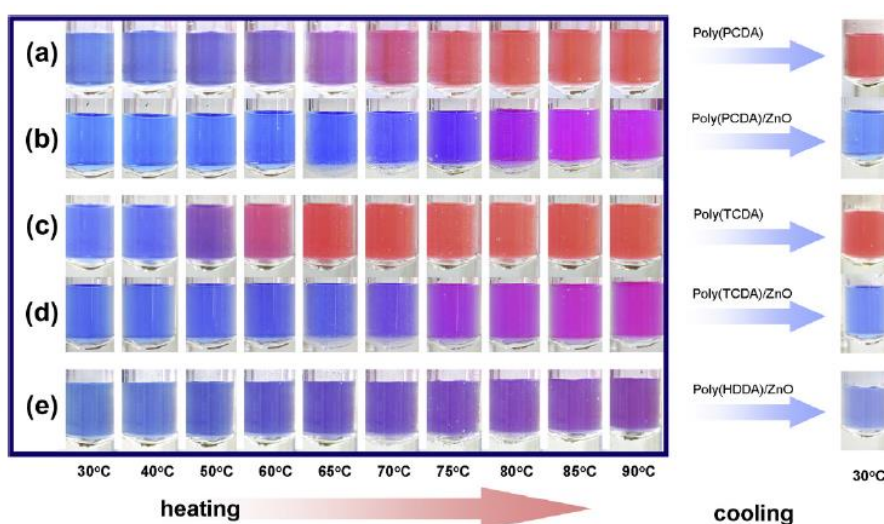 (a)
Poly(PCDA)
(b)
Poly(PCDA)/ZnO
(c)
Poly(TCDA)
(d)
Poly(TCDA)/ZnO
(e)
Poly(HDDA)/ZnO
30°C 40°C 50°C 60°C 65°C 70°C 75°C 80°C 85°C 90°C 30°C
heating cooling